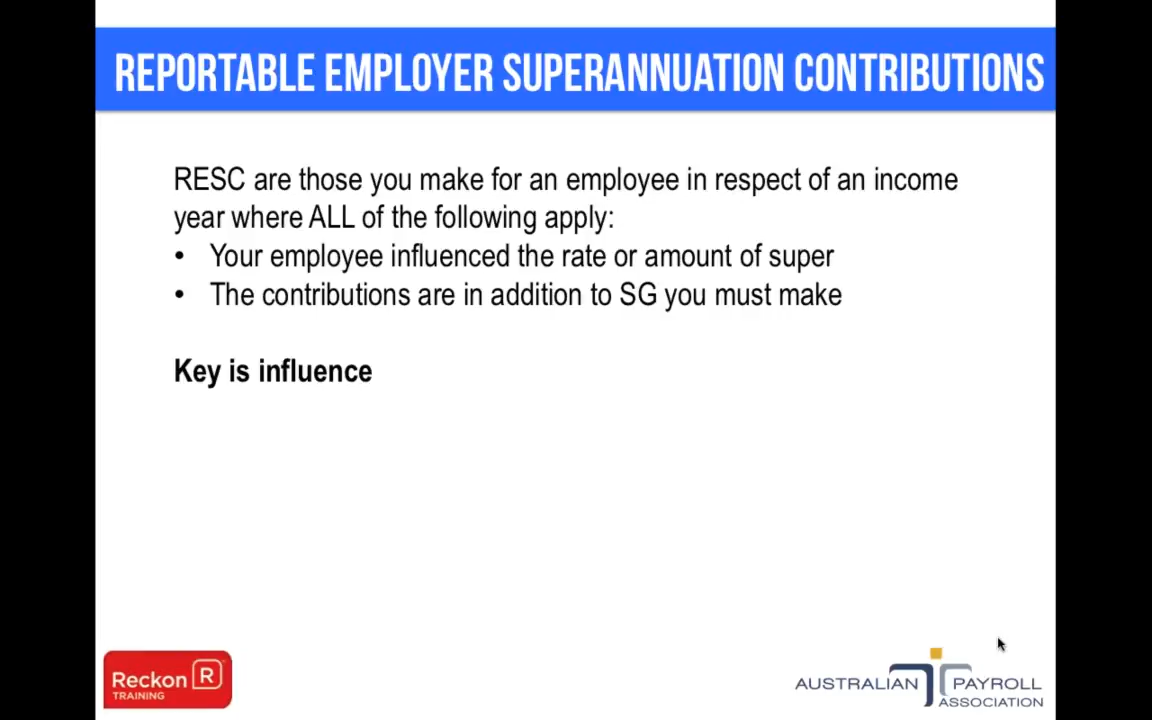 REPORTABLE EMPLOYER SUPERANNUATION CONTRIBUTIONS
RESC are those you make for an employee in respect of an income
year where ALL of the following apply:
• Your employee influenced the rate or amount of super
• The contributions are in addition to SG you must make
Key is influence
Reckon R
TRAINING
AUSTRALIAN PAYROLL
ASSOCIATION